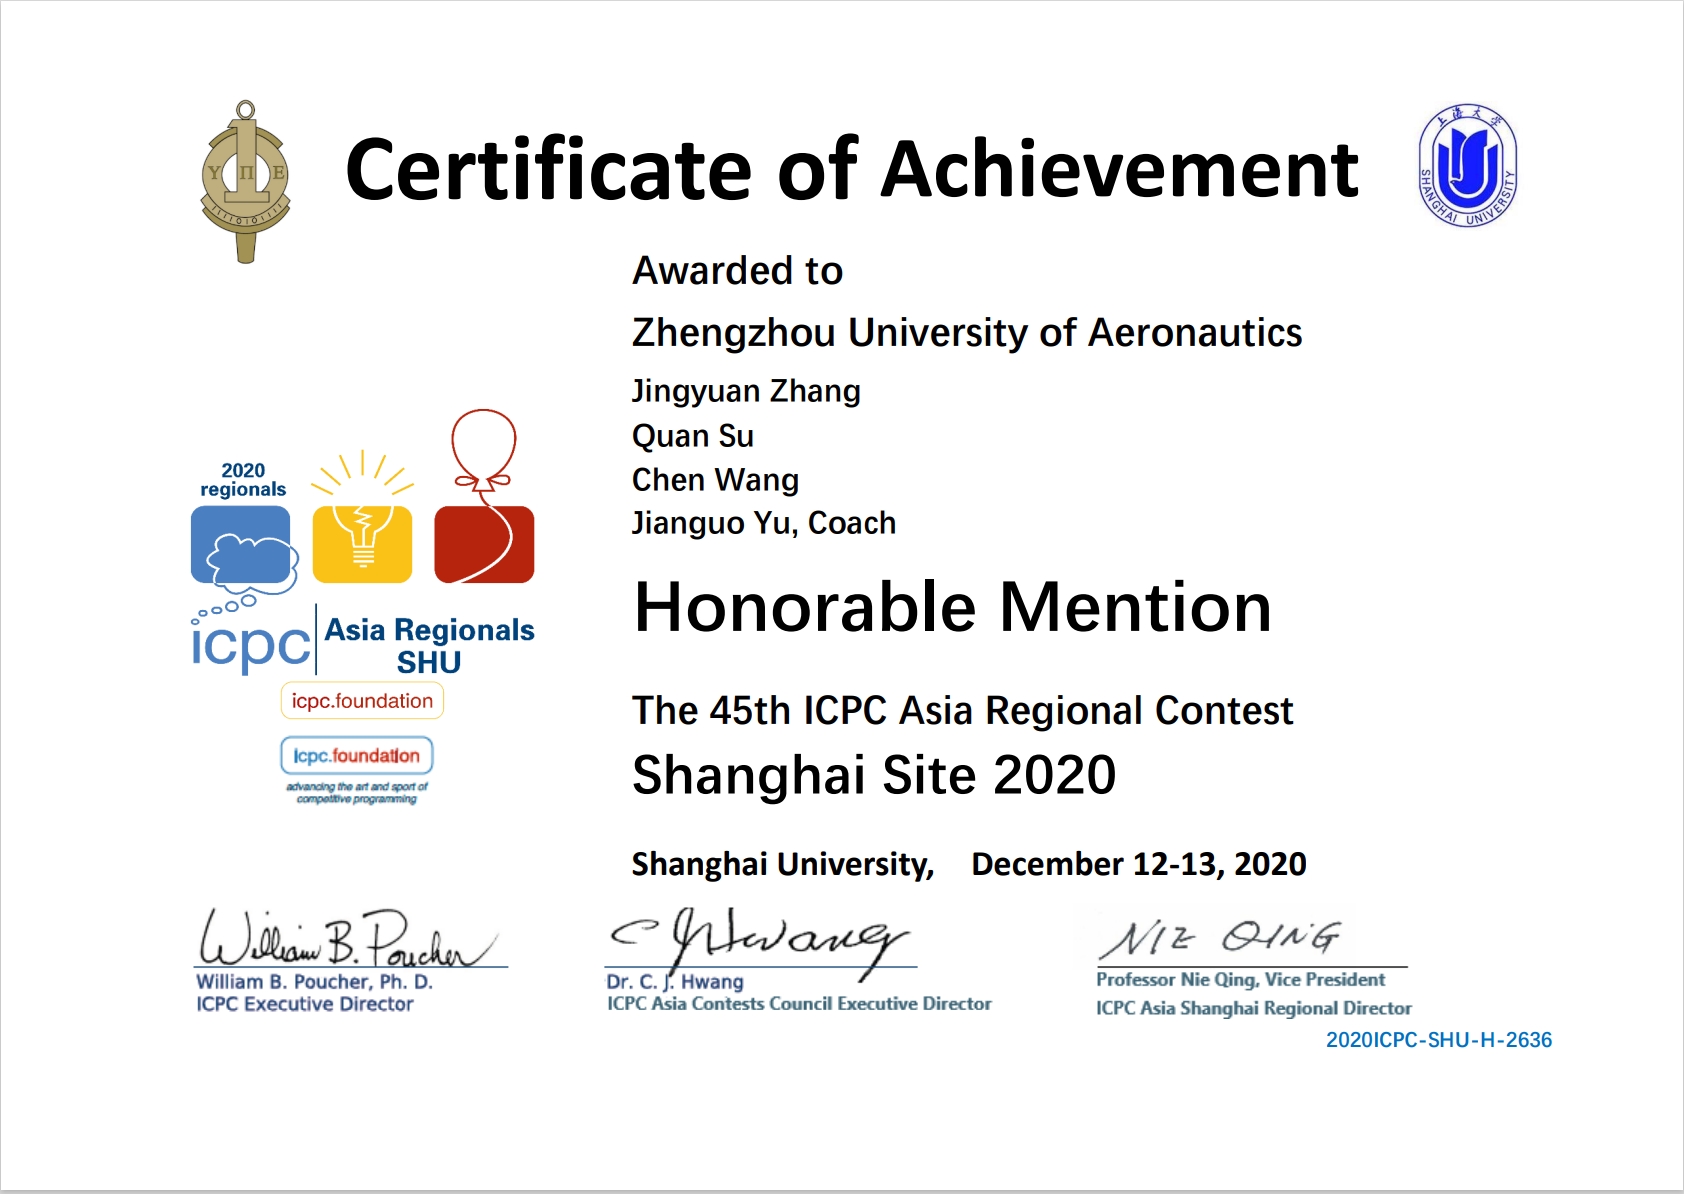 Certificate of Achievement
Υ Π Ε
上海大学
SHANGHAI UNIVERSITY
Awarded to
Zhengzhou University of Aeronautics
Jingyuan Zhang
Quan Su
Chen Wang
Jianguo Yu, Coach
Honorable Mention
The 45th ICPC Asia Regional Contest
Shanghai Site 2020
Shanghai University, December 12-13, 2020
2020
regionals
icpc
Asia Regionals
SHU
icpc.foundation
icpc.foundation
advancing the art and sport of
competitive programming
William B. Poucher
William B. Poucher, Ph. D.
ICPC Executive Director
C J Hwang
Dr. C. J. Hwang
ICPC Asia Contests Council Executive Director
NIE QING
Professor Nie Qing, Vice President
ICPC Asia Shanghai Regional Director
2020ICPC-SHU-H-2636